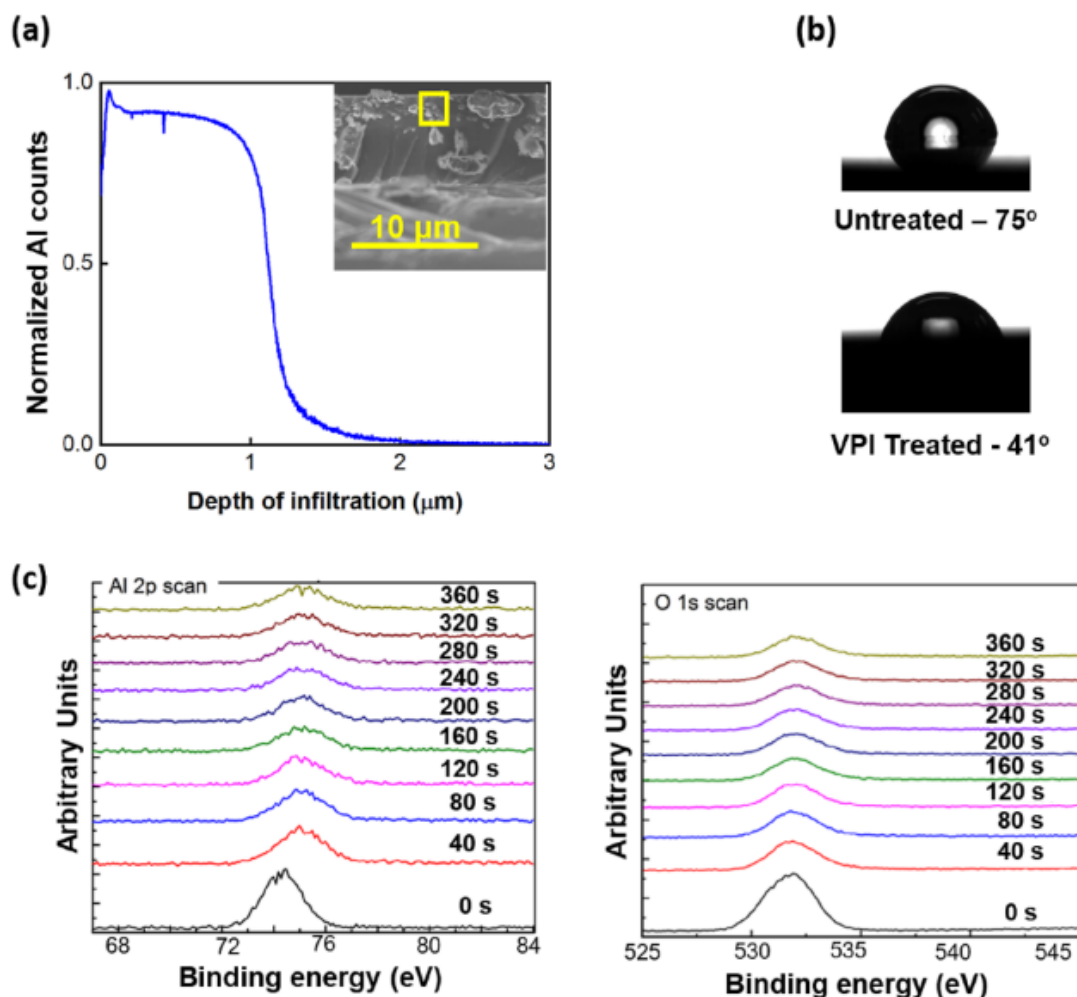 (a)
(b)
1.0
0.5
0.0
0
1
2
3
Normalized Al counts
Depth of infiltration (μm)
10 μm
Untreated – 75º
VPI Treated - 41º
(c)
Al 2p scan
360 s
320 s
280 s
240 s
200 s
160 s
120 s
80 s
40 s
0 s
68
72
76
80
84
Arbitrary Units
Binding energy (eV)
O 1s scan
360 s
320 s
280 s
240 s
200 s
160 s
120 s
80 s
40 s
0 s
525
530
535
540
545
Arbitrary Units
Binding energy (eV)